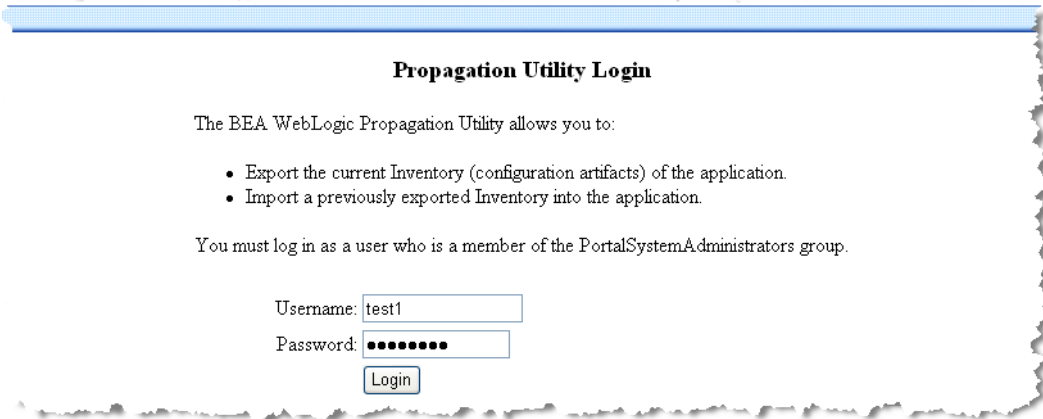 Propagation Utility Login
The BEA WebLogic Propagation Utility allows you to:
• Export the current Inventory (configuration artifacts) of the application.
• Import a previously exported Inventory into the application.
You must log in as a user who is a member of the PortalSystemAdministrators group.
Username: test1
Password: ●●●●●●●●
Login